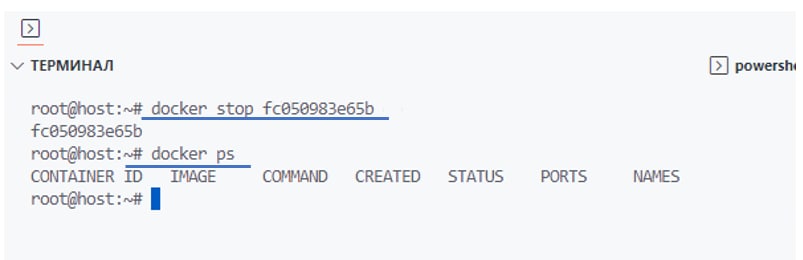 ТЕРМИНАЛ
powershe
root@host:~# docker stop fc050983e65b
fc050983e65b
root@host:~# docker ps
CONTAINER ID IMAGE COMMAND CREATED STATUS PORTS NAMES
root@host:~#